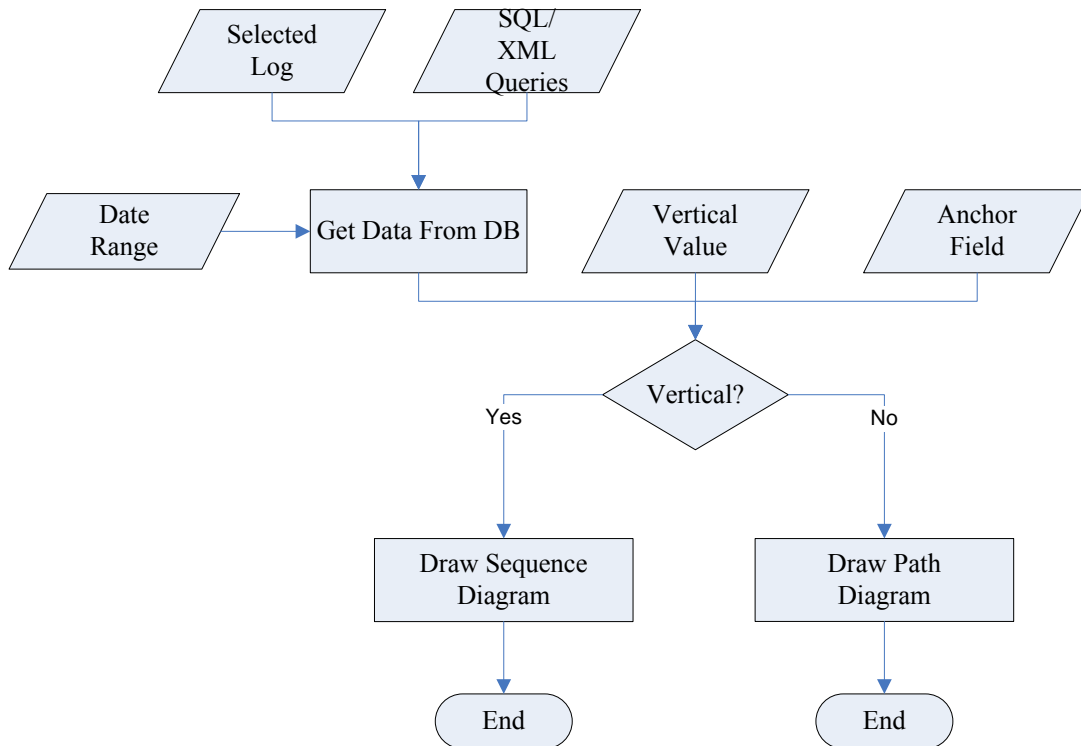 Selected
Log
SQL/
XML
Queries
Date
Range
Get Data From DB
Vertical
Value
Anchor
Field
Vertical?
Yes
No
Draw Sequence
Diagram
Draw Path
Diagram
End
End